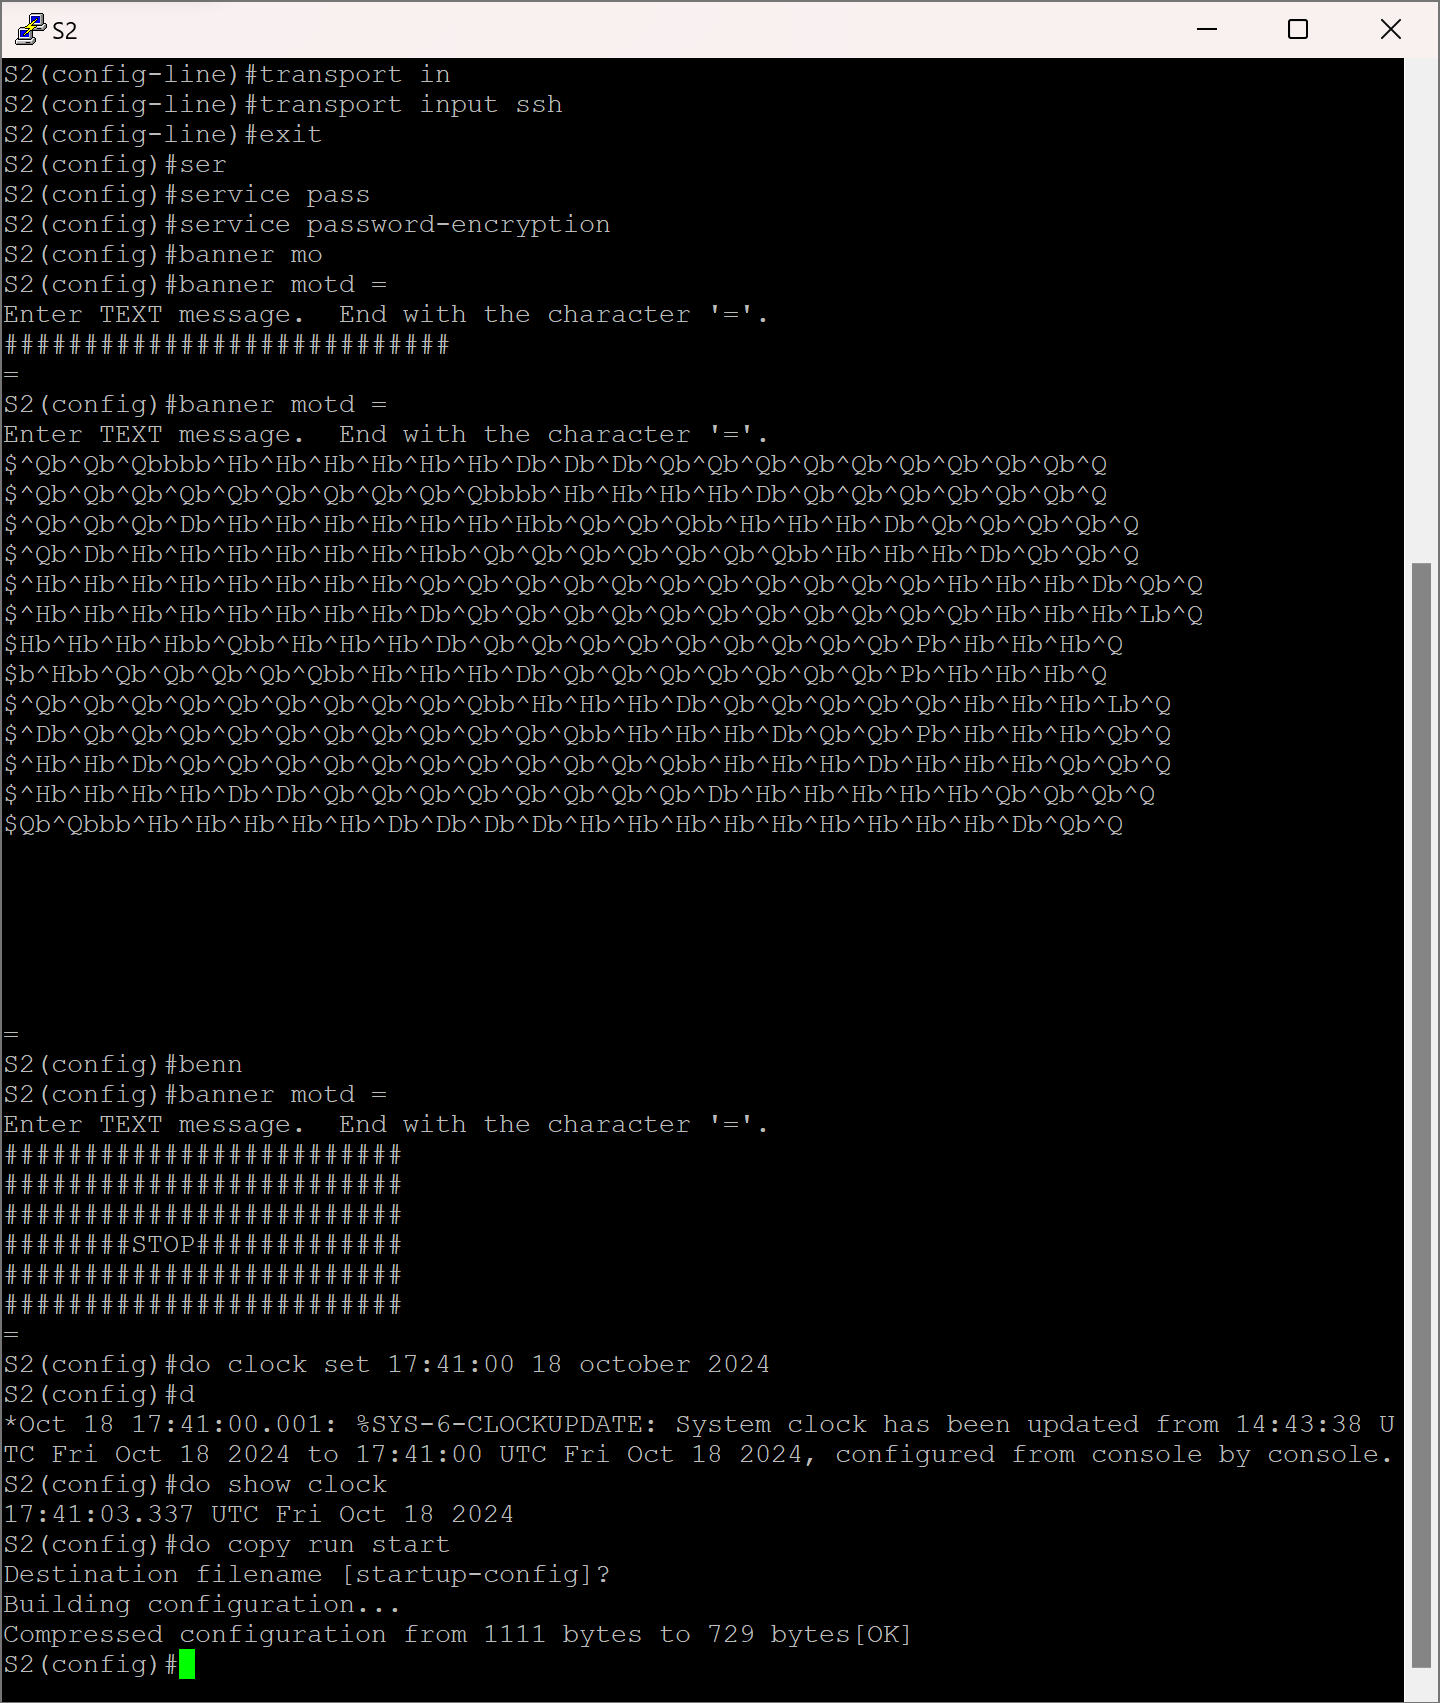 S2
S2(config-line)#transport in
S2(config-line)#transport input ssh
S2(config-line)#exit
S2(config)#ser
S2(config)#service pass
S2(config)#service password-encryption
S2(config)#banner mo
S2(config)#banner motd =
Enter TEXT message.  End with the character '='.
############################
=
S2(config)#banner motd =
Enter TEXT message.  End with the character '='.
$^Qb^Qb^Qbbbb^Hb^Hb^Hb^Hb^Hb^Hb^Db^Db^Db^Qb^Qb^Qb^Qb^Qb^Qb^Qb^Qb^Qb^Q
$^Qb^Qb^Qb^Qb^Qb^Qb^Qb^Qb^Qb^Qbbbb^Hb^Hb^Hb^Hb^Db^Qb^Qb^Qb^Qb^Qb^Qb^Q
$^Qb^Qb^Qb^Db^Hb^Hb^Hb^Hb^Hb^Hb^Hbb^Qb^Qb^Qbb^Hb^Hb^Hb^Db^Qb^Qb^Qb^Qb^Q
$^Qb^Db^Hb^Hb^Hb^Hb^Hb^Hb^Hbb^Qb^Qb^Qb^Qb^Qb^Qb^Qbb^Hb^Hb^Hb^Db^Qb^Qb^Q
$^Hb^Hb^Hb^Hb^Hb^Hb^Hb^Hb^Qb^Qb^Qb^Qb^Qb^Qb^Qb^Qb^Qb^Qb^Qb^Hb^Hb^Hb^Db^Qb^Q
$^Hb^Hb^Hb^Hb^Hb^Hb^Hb^Hb^Db^Qb^Qb^Qb^Qb^Qb^Qb^Qb^Qb^Qb^Qb^Qb^Hb^Hb^Hb^Lb^Q
$Hb^Hb^Hb^Hbb^Qbb^Hb^Hb^Hb^Db^Qb^Qb^Qb^Qb^Qb^Qb^Qb^Qb^Qb^Pb^Hb^Hb^Hb^Q
$b^Hbb^Qb^Qb^Qb^Qb^Qbb^Hb^Hb^Hb^Db^Qb^Qb^Qb^Qb^Qb^Qb^Qb^Pb^Hb^Hb^Hb^Q
$^Qb^Qb^Qb^Qb^Qb^Qb^Qb^Qb^Qb^Qbb^Hb^Hb^Hb^Db^Qb^Qb^Qb^Qb^Qb^Hb^Hb^Hb^Lb^Q
$^Db^Qb^Qb^Qb^Qb^Qb^Qb^Qb^Qb^Qb^Qb^Qbb^Hb^Hb^Hb^Db^Qb^Qb^Pb^Hb^Hb^Hb^Qb^Q
$^Hb^Hb^Db^Qb^Qb^Qb^Qb^Qb^Qb^Qb^Qb^Qb^Qb^Qbb^Hb^Hb^Hb^Db^Hb^Hb^Hb^Qb^Qb^Q
$^Hb^Hb^Hb^Hb^Db^Db^Qb^Qb^Qb^Qb^Qb^Qb^Qb^Qb^Db^Hb^Hb^Hb^Hb^Hb^Qb^Qb^Qb^Q
$Qb^Qbbb^Hb^Hb^Hb^Hb^Hb^Db^Db^Db^Db^Hb^Hb^Hb^Hb^Hb^Hb^Hb^Hb^Hb^Db^Qb^Q
=
S2(config)#benn
S2(config)#banner motd =
Enter TEXT message.  End with the character '='.
#########################
#########################
#########################
########STOP#############
#########################
#########################
=
S2(config)#do clock set 17:41:00 18 october 2024
S2(config)#d
*Oct 18 17:41:00.001: %SYS-6-CLOCKUPDATE: System clock has been updated from 14:43:38 U
TC Fri Oct 18 2024 to 17:41:00 UTC Fri Oct 18 2024, configured from console by console.
S2(config)#do show clock
17:41:03.337 UTC Fri Oct 18 2024
S2(config)#do copy run start
Destination filename [startup-config]?
Building configuration...
Compressed configuration from 1111 bytes to 729 bytes[OK]
S2(config)#